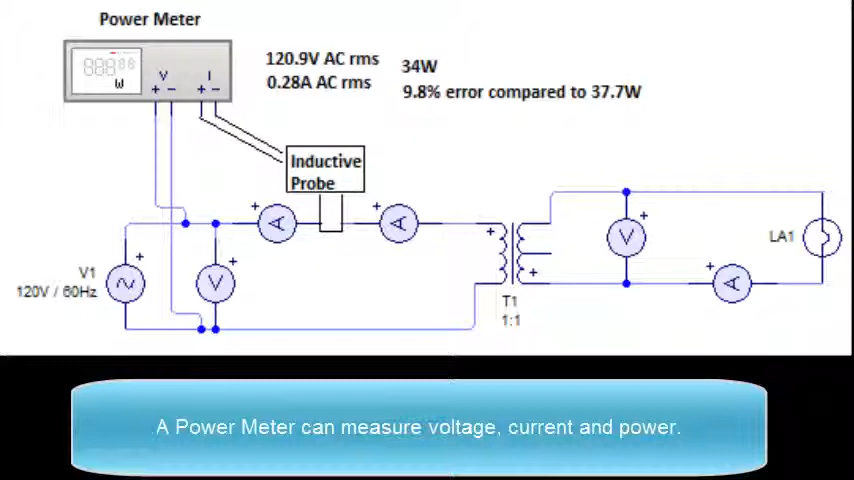 Power Meter
120.9V AC rms
0.28A AC rms
34W
9.8% error compared to 37.7W
W
V
I
+ − + −
Inductive
Probe
+ A
+ A
V1
120V / 60Hz
+
V +
+
+
T1
1:1
V +
+ A
LA1
A Power Meter can measure voltage, current and power.